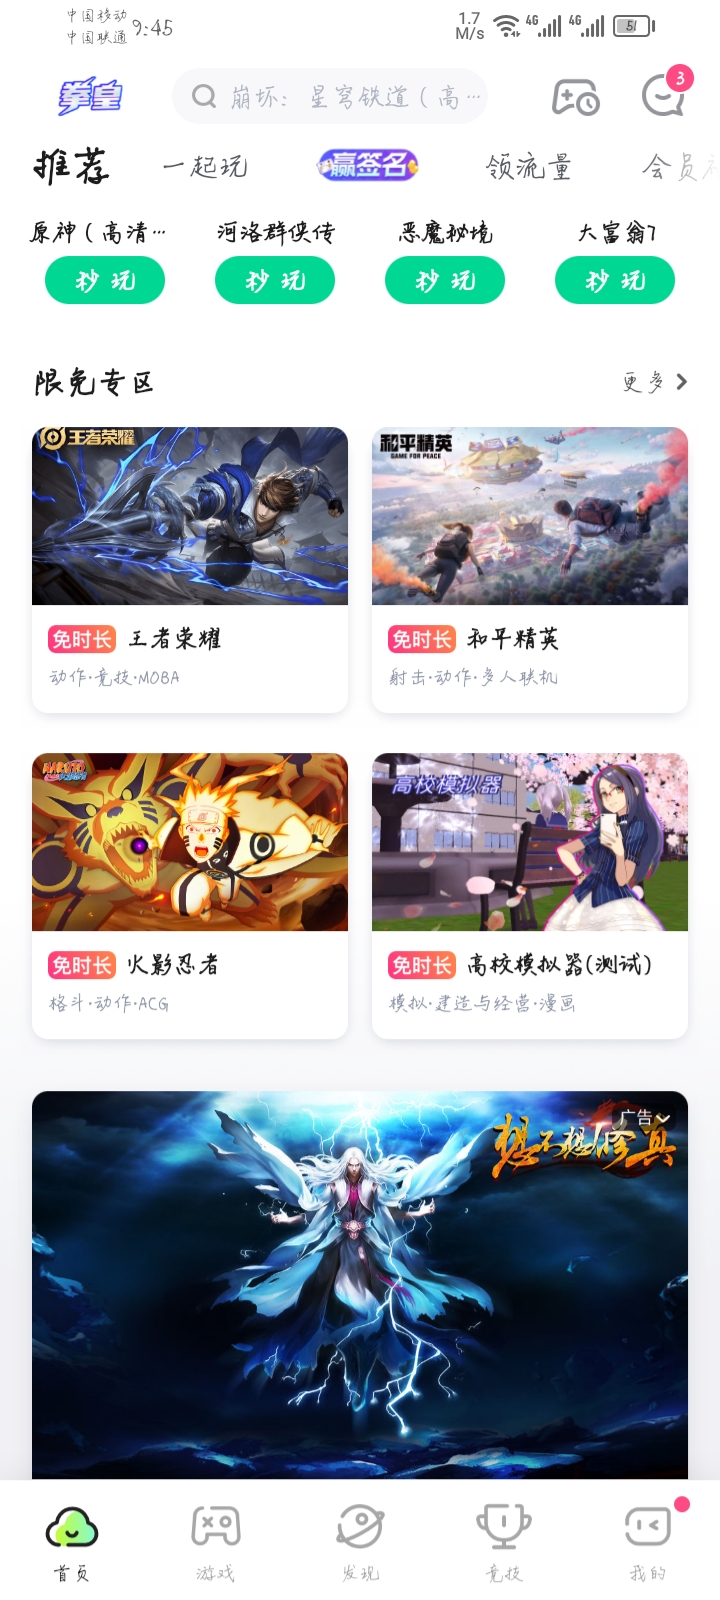 中国移动
中国联通
9:45
1.7
M/s
4G
4G
51
拳皇
崩坏：星穹铁道（高…
3
推荐
一起玩
赢签名
领流量
会员
原神（高清…
河洛群侠传
恶魔秘境
大富翁7
秒玩
秒玩
秒玩
秒玩
限免专区
更多
王者荣耀
和平精英
GAME FOR PEACE
免时长 王者荣耀
动作·竞技·MOBA
免时长 和平精英
射击·动作·多人联机
NARUTO
高校模拟器
免时长 火影忍者
格斗·动作·ACG
免时长 高校模拟器(测试)
模拟·建造与经营·漫画
广告
想不想修真
首页
游戏
发现
竞技
我的